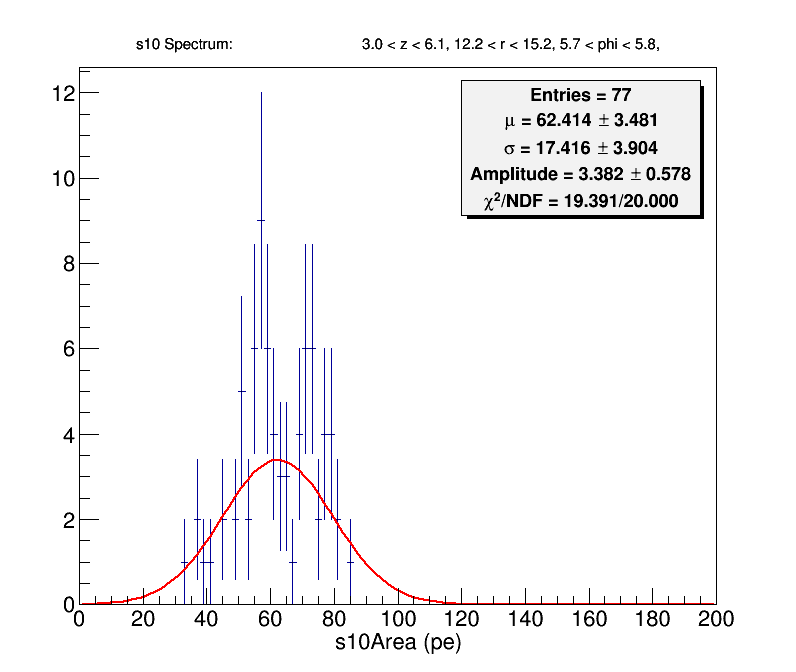 s10 Spectrum: 3.0 < z < 6.1, 12.2 < r < 15.2, 5.7 < phi < 5.8,
Entries = 77
μ = 62.414 ± 3.481
σ = 17.416 ± 3.904
Amplitude = 3.382 ± 0.578
χ²/NDF = 19.391/20.000
12
10
8
6
4
2
0
0 20 40 60 80 100 120 140 160 180 200
s10Area (pe)